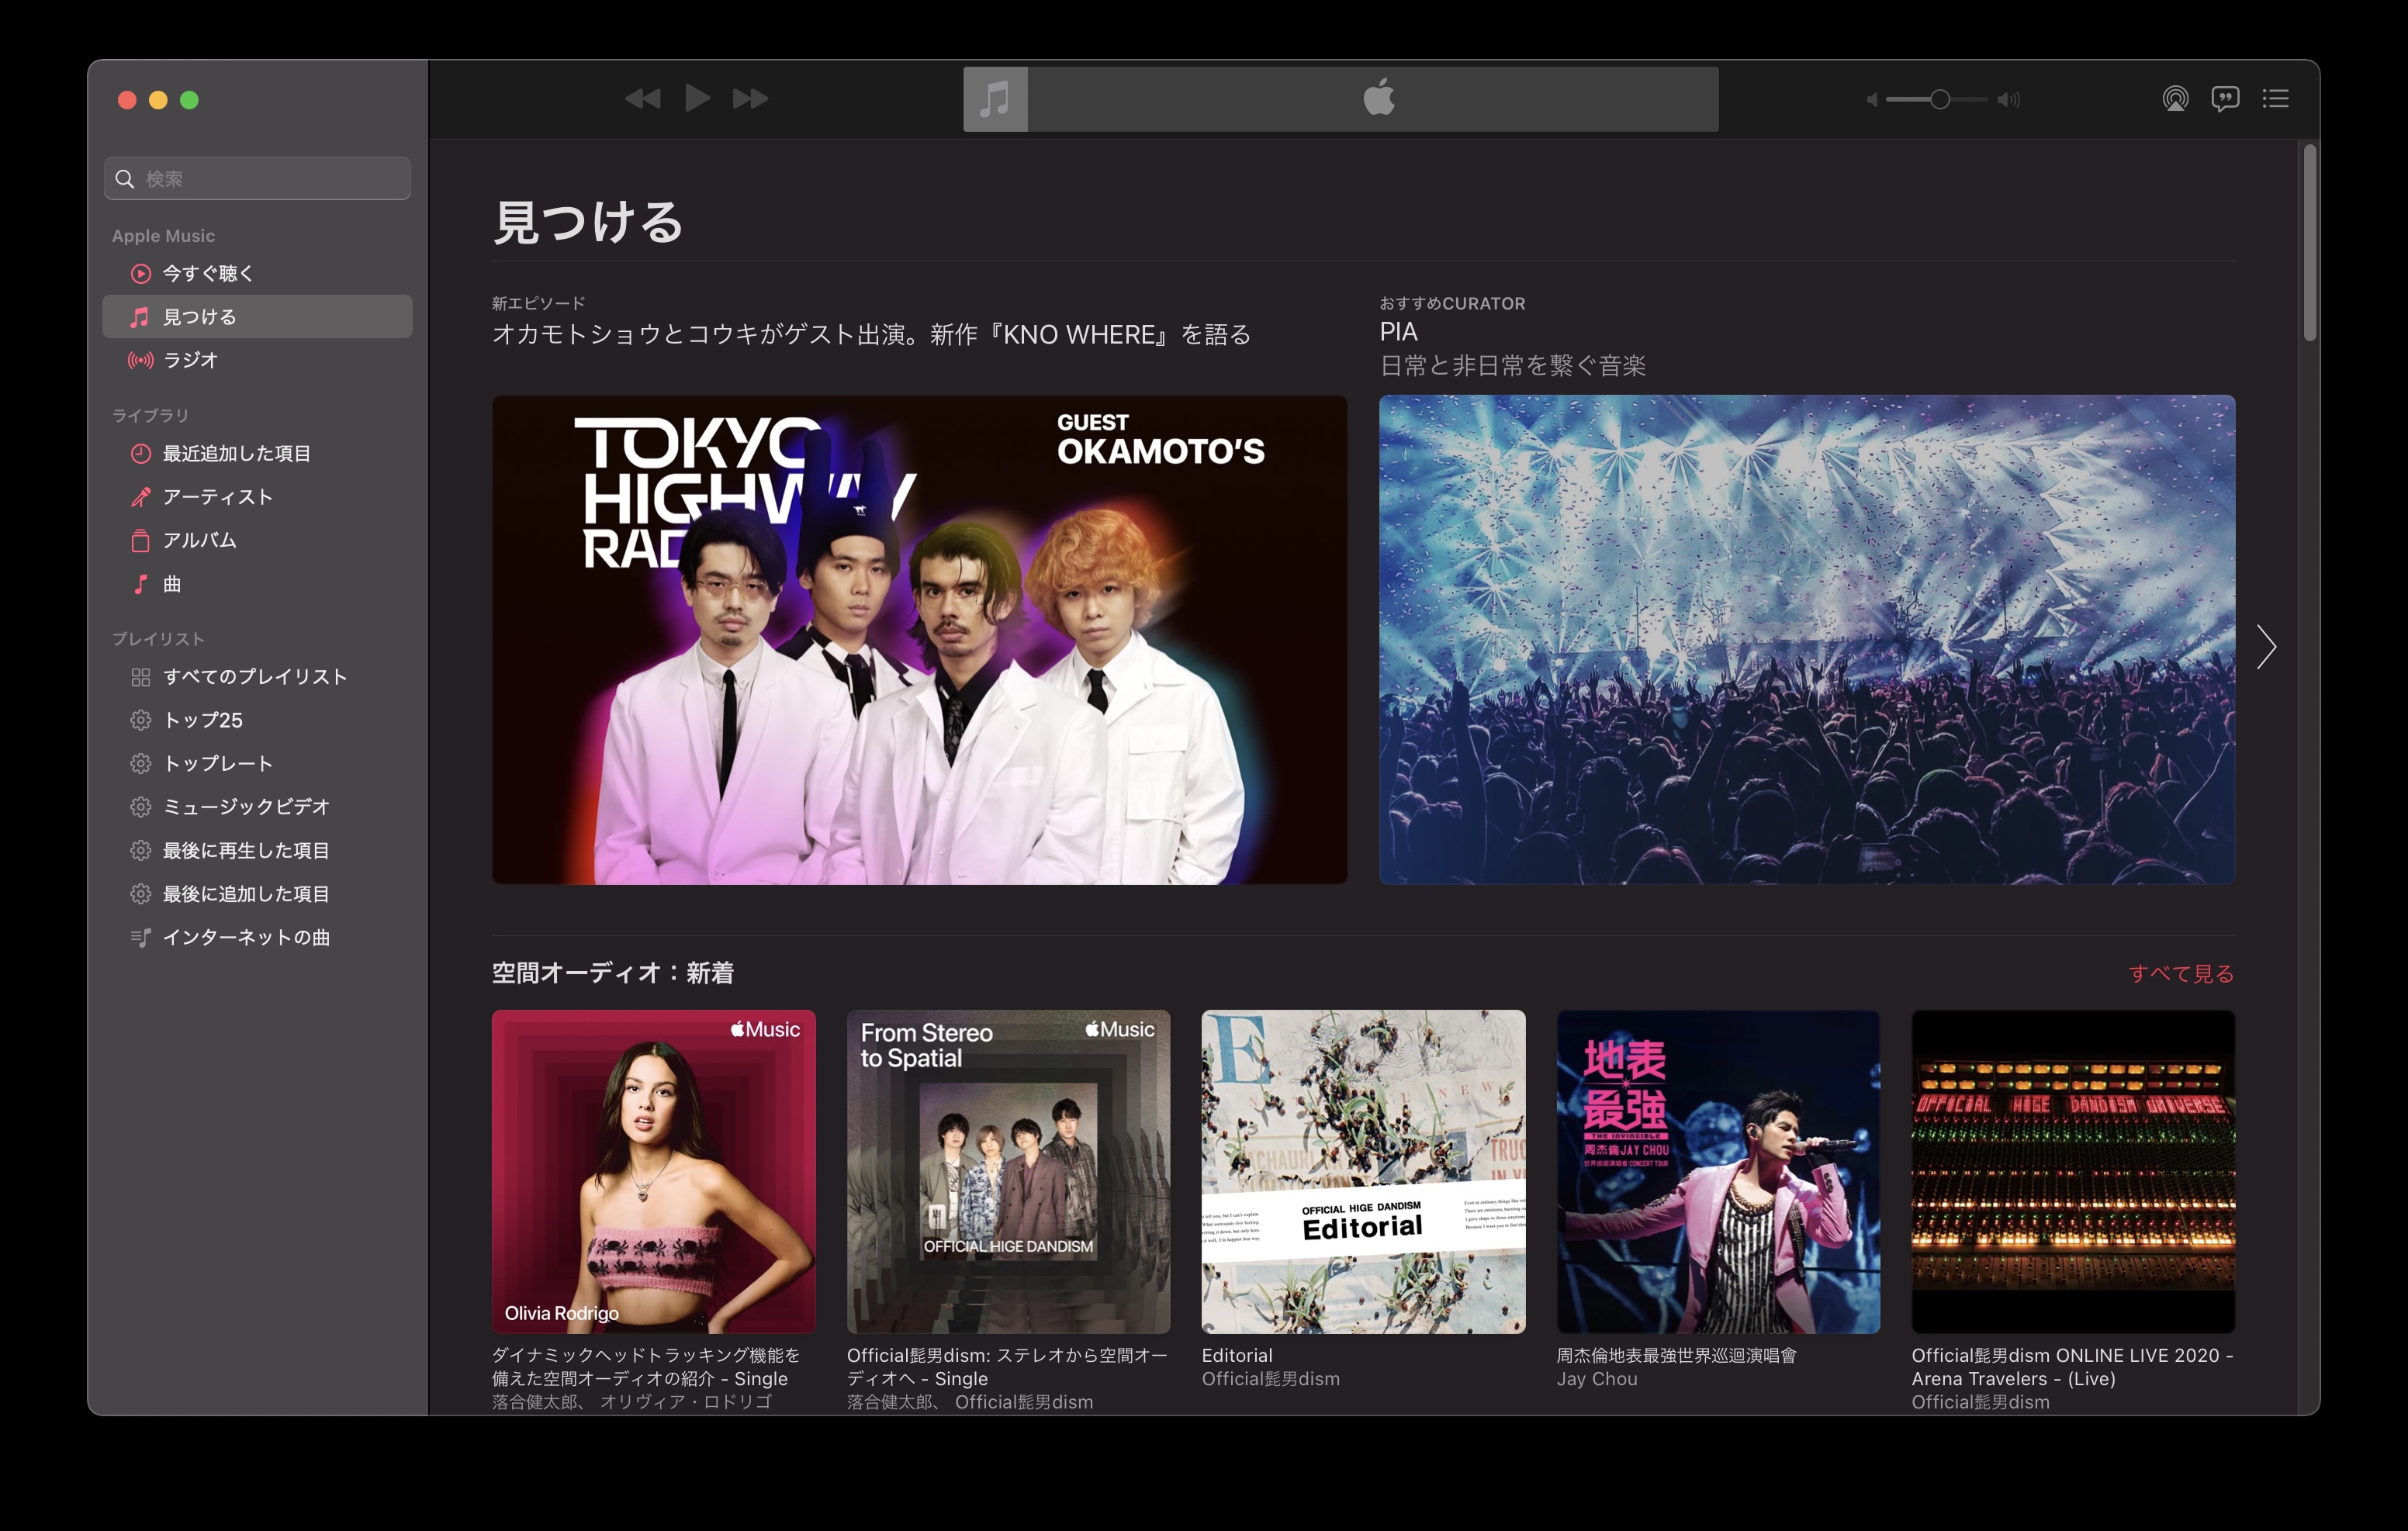 検索
Apple Music
今すぐ聴く
見つける
ラジオ
ライブラリ
最近追加した項目
アーティスト
アルバム
曲
プレイリスト
すべてのプレイリスト
トップ25
トップレート
ミュージックビデオ
最後に再生した項目
最後に追加した項目
インターネットの曲
見つける
新エピソード
オカモトショウとコウキがゲスト出演。新作『KNO WHERE』を語る
TOKYO
HIGHWAY
RAD
GUEST
OKAMOTO'S
おすすめCURATOR
PIA
日常と非日常を繋ぐ音楽
空間オーディオ：新着
すべて見る
Music
Olivia Rodrigo
ダイナミックヘッドトラッキング機能を
備えた空間オーディオの紹介 - Single
落合健太郎、 オリヴィア・ロドリゴ
From Stereo
to Spatial
Music
OFFICIAL HIGE DANDISM
Official髭男dism: ステレオから空間オー
ディオへ - Single
落合健太郎、 Official髭男dism
E
OFFICIAL HIGE DANDISM
Editorial
Editorial
Official髭男dism
地表
最強
THE INVINCIBLE
周杰倫JAY CHOU
世界巡迴演唱會 CONCERT TOUR
周杰倫地表最強世界巡迴演唱會
Jay Chou
OFFICIAL HIGE DANDISM UNIVERSE
Official髭男dism ONLINE LIVE 2020 -
Arena Travelers - (Live)
Official髭男dism